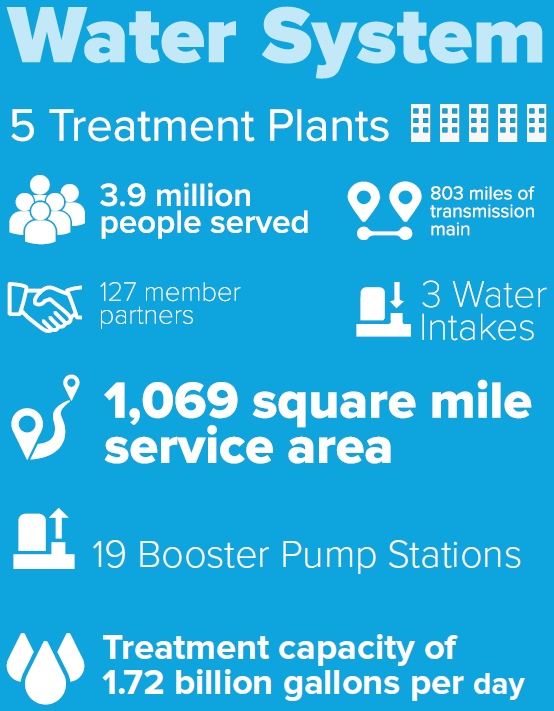 Water System
5 Treatment Plants
3.9 million
people served
803 miles of
transmission
main
127 member
partners
3 Water
Intakes
1,069 square mile
service area
19 Booster Pump Stations
Treatment capacity of
1.72 billion gallons per day